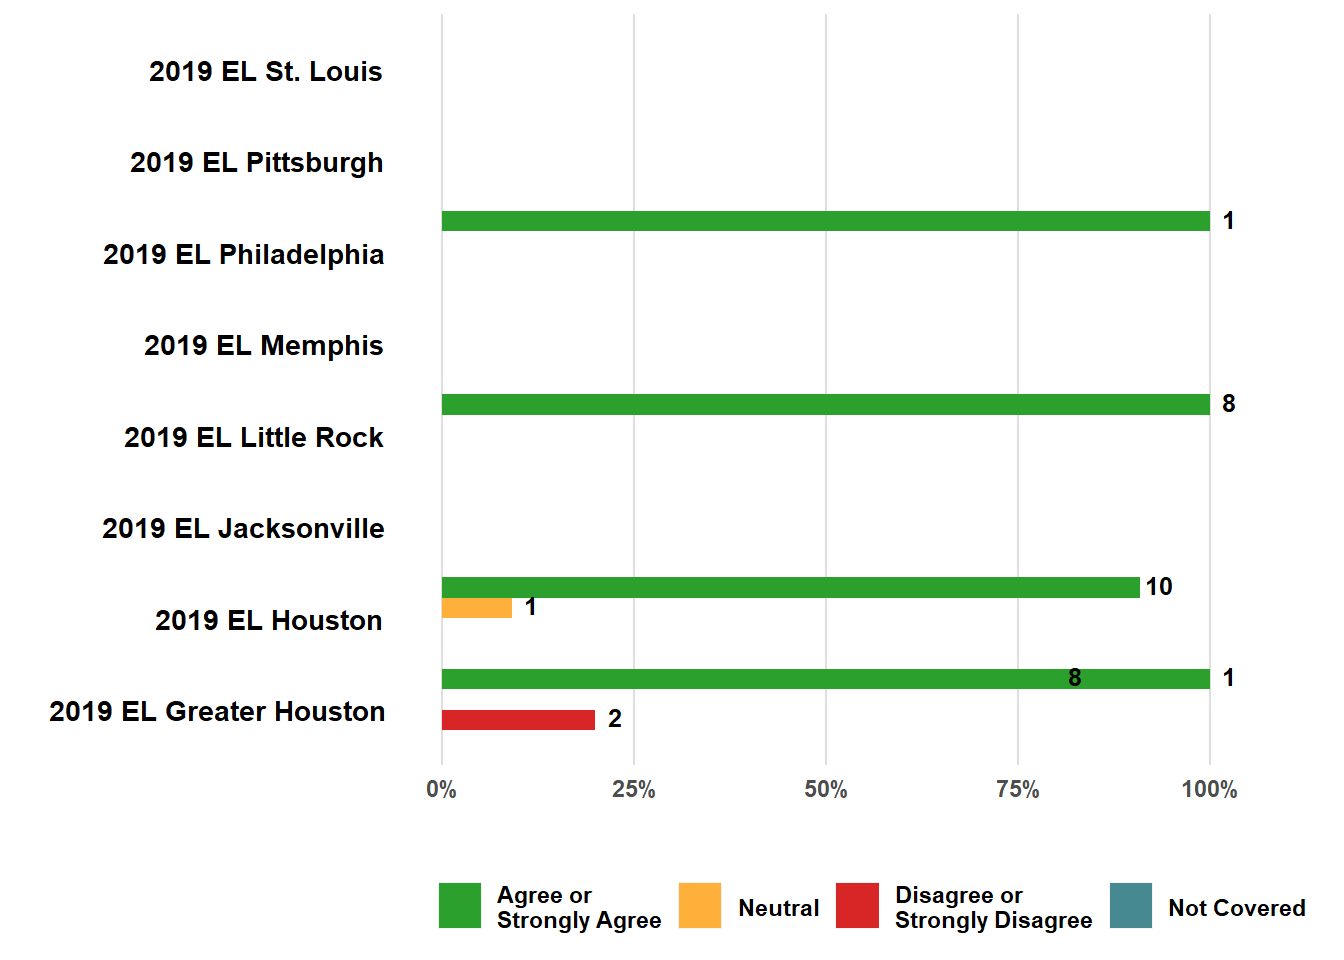 2019 EL St. Louis
2019 EL Pittsburgh
1
2019 EL Philadelphia
2019 EL Memphis
8
2019 EL Little Rock
2019 EL Jacksonville
10
1
2019 EL Houston
8 1
2019 EL Greater Houston
2
0% 25% 50% 75% 100%
Agree or
Strongly Agree
Neutral
Disagree or
Strongly Disagree
Not Covered